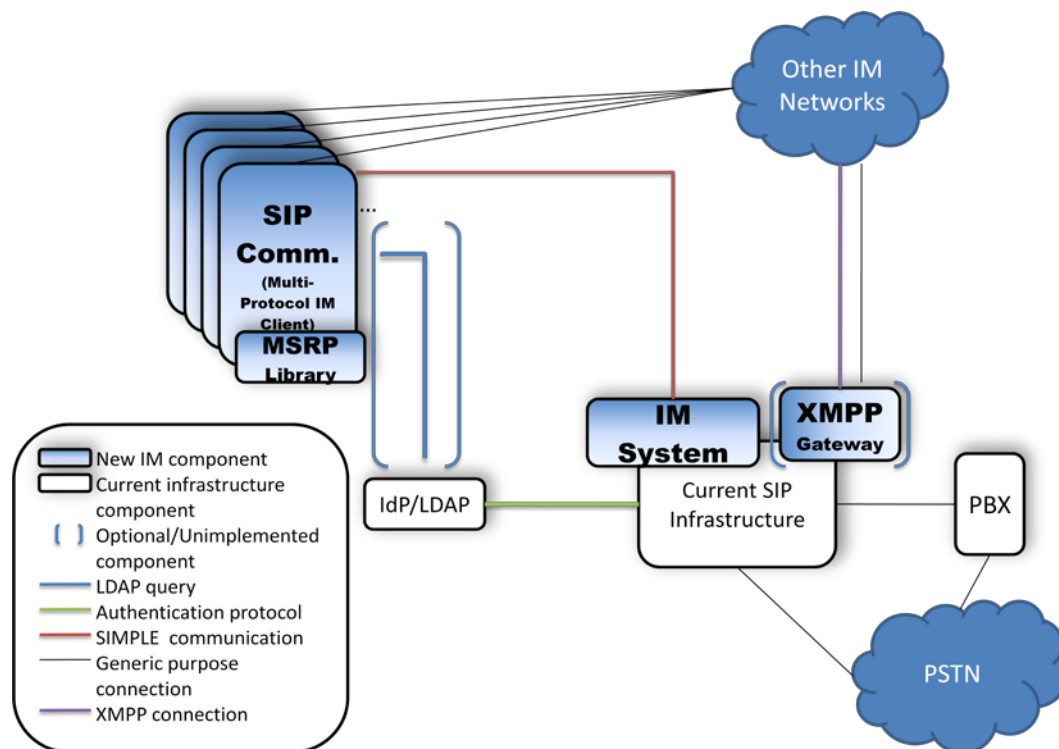 Other IM
Networks
SIP
Comm.
(Multi-
Protocol IM
Client)
...
MSRP
Library
IM
System
XMPP
Gateway
IdP/LDAP
Current SIP
Infrastructure
PBX
PSTN
New IM component
Current infrastructure
component
Optional/Unimplemented
component
LDAP query
Authentication protocol
SIMPLE communication
Generic purpose
connection
XMPP connection